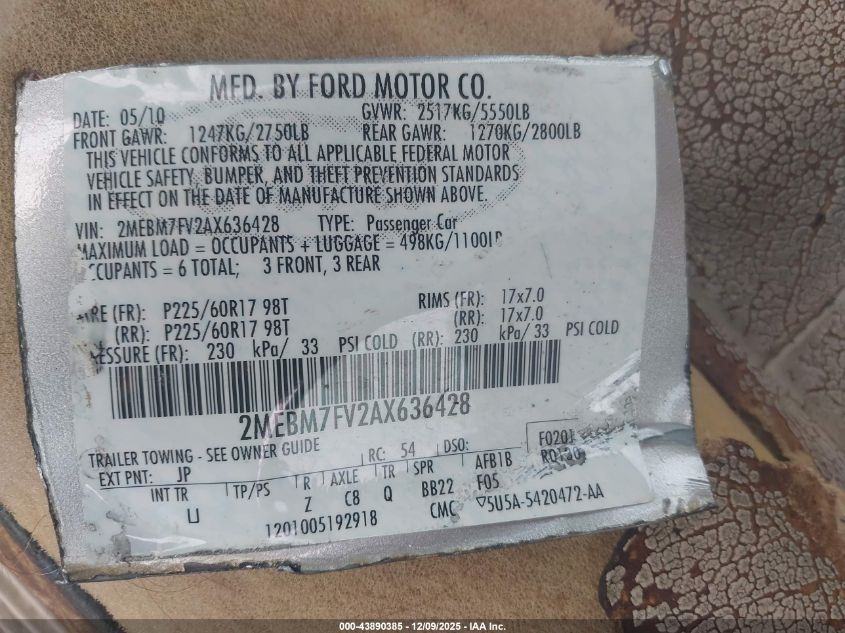 MFD. BY FORD MOTOR CO.
DATE: 05/10 GVWR: 2517KG/5550LB
FRONT GAWR: 1247KG/2750LB REAR GAWR: 1270KG/2800LB
THIS VEHICLE CONFORMS TO ALL APPLICABLE FEDERAL MOTOR
VEHICLE SAFETY, BUMPER, AND THEFT PREVENTION STANDARDS
IN EFFECT ON THE DATE OF MANUFACTURE SHOWN ABOVE.
VIN: 2MEBM7FV2AX636428 TYPE: Passenger Car
MAXIMUM LOAD = OCCUPANTS + LUGGAGE = 498KG/1100LB
CCUPANTS = 6 TOTAL; 3 FRONT, 3 REAR
IRE (FR): P225/60R17 98T RIMS (FR): 17x7.0
(RR): P225/60R17 98T (RR): 17x7.0
ESSURE (FR): 230 kPa/ 33 PSI COLD (RR): 230 kPa/ 33 PSI COLD
2MEBM7FV2AX636428
TRAILER TOWING - SEE OWNER GUIDE RC: 54 DSO: F0201
EXT PNT: JP
INT TR TP/PS R AXLE TR SPR AFB1B
U Z C8 Q BB22 F05
1201005192918 CMC 5U5A-5420472-AA
000-43890385 - 12/09/2025 - IAA Inc.